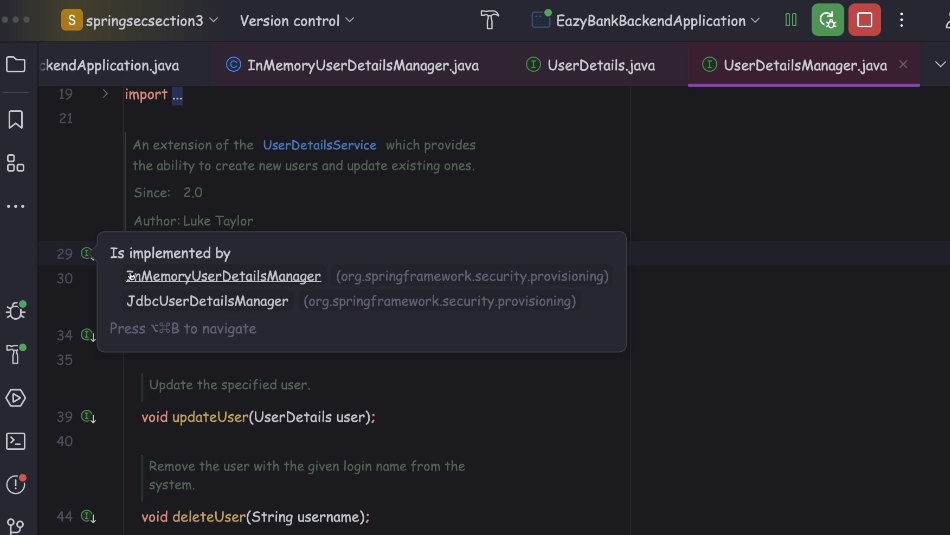 S springsecsection3 Version control EazyBankBackendApplication
kendApplication.java InMemoryUserDetailsManager.java UserDetails.java UserDetailsManager.java
19 import ...
21
An extension of the UserDetailsService which provides
the ability to create new users and update existing ones.
Since: 2.0
Author: Luke Taylor
29
Is implemented by
InMemoryUserDetailsManager (org.springframework.security.provisioning)
30
JdbcUserDetailsManager (org.springframework.security.provisioning)
Press ⌥⌘B to navigate
34
35
Update the specified user.
39 void updateUser(UserDetails user);
40
Remove the user with the given login name from the
system.
44 void deleteUser(String username);